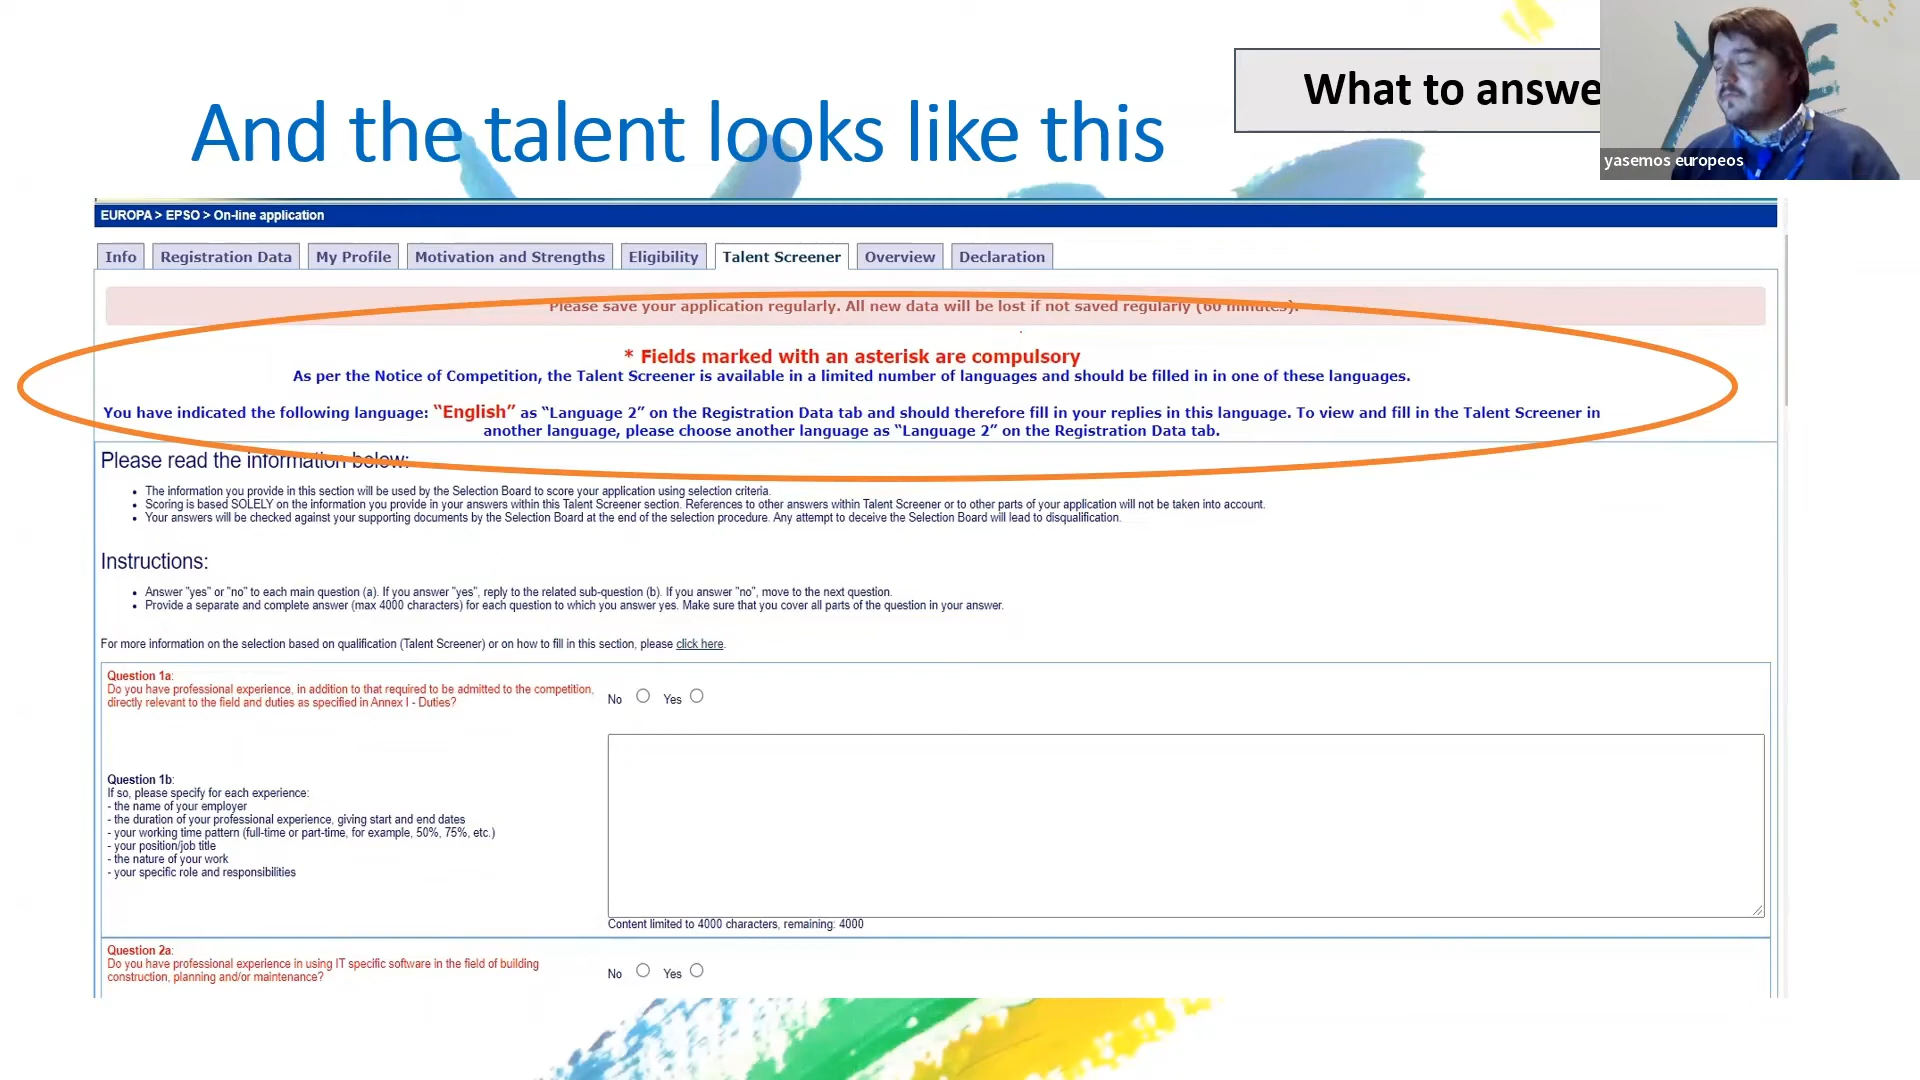 What to answe
And the talent looks like this
yasemos europeos
EUROPA > EPSO > On-line application
Info
Registration Data
My Profile
Motivation and Strengths
Eligibility
Talent Screener
Overview
Declaration
Please save your application regularly. All new data will be lost if not saved regularly (60 minutes).
* Fields marked with an asterisk are compulsory
As per the Notice of Competition, the Talent Screener is available in a limited number of languages and should be filled in in one of these languages.
You have indicated the following language: “English” as “Language 2” on the Registration Data tab and should therefore fill in your replies in this language. To view and fill in the Talent Screener in
another language, please choose another language as “Language 2” on the Registration Data tab.
Please read the information below:
• The information you provide in this section will be used by the Selection Board to score your application using selection criteria.
• Scoring is based SOLELY on the information you provide in your answers within this Talent Screener section. References to other answers within Talent Screener or to other parts of your application will not be taken into account.
• Your answers will be checked against your supporting documents by the Selection Board at the end of the selection procedure. Any attempt to deceive the Selection Board will lead to disqualification.
Instructions:
• Answer "yes" or "no" to each main question (a). If you answer "yes", reply to the related sub-question (b). If you answer "no", move to the next question.
• Provide a separate and complete answer (max 4000 characters) for each question to which you answer yes. Make sure that you cover all parts of the question in your answer.
For more information on the selection based on qualification (Talent Screener) or on how to fill in this section, please click here.
Question 1a:
Do you have professional experience, in addition to that required to be admitted to the competition,
directly relevant to the field and duties as specified in Annex I - Duties?
No Yes
Question 1b:
If so, please specify for each experience:
- the name of your employer
- the duration of your professional experience, giving start and end dates
- your working time pattern (full-time or part-time, for example, 50%, 75%, etc.)
- your position/job title
- the nature of your work
- your specific role and responsibilities
Content limited to 4000 characters, remaining: 4000
Question 2a:
Do you have professional experience in using IT specific software in the field of building
construction, planning and/or maintenance?
No Yes